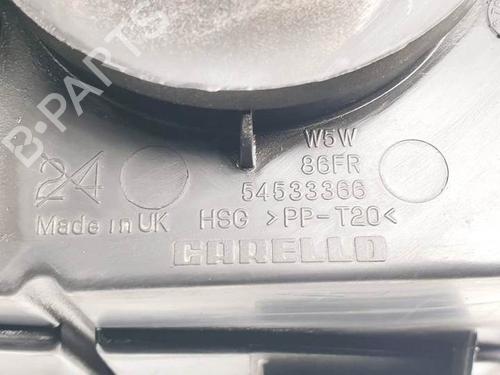 B-PARTS
W5W
86FR
24
54533366
Made in UK
HSG >PP-T20<
CARELLO